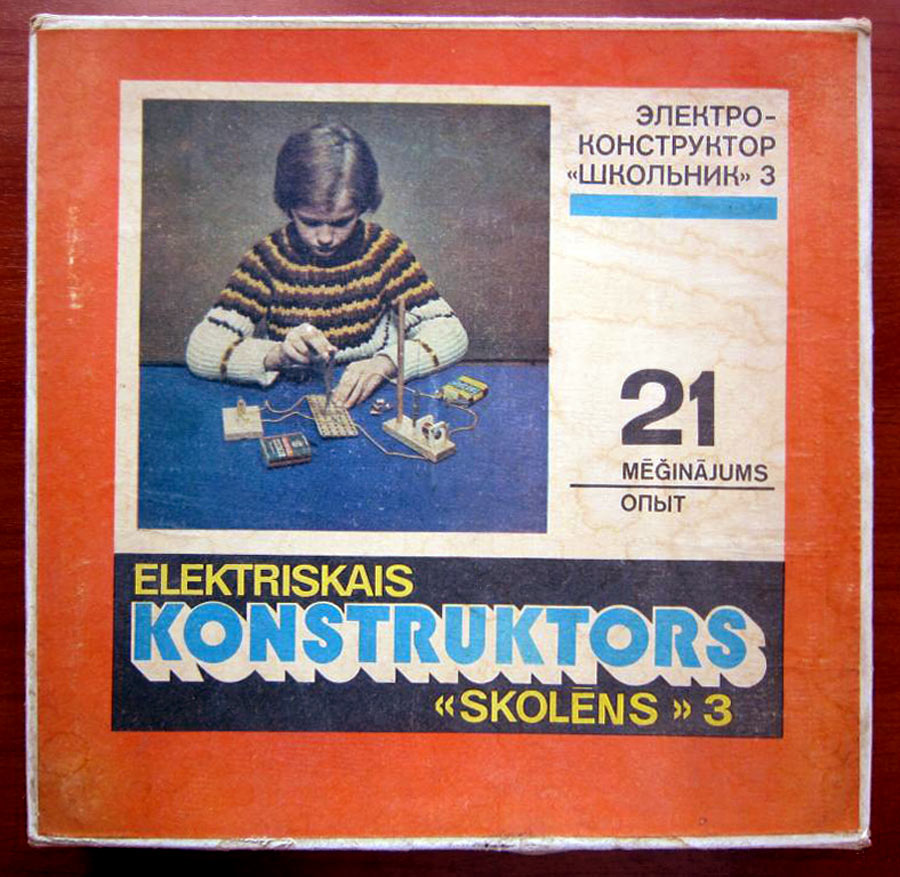 ЭЛЕКТРО-
КОНСТРУКТОР
«ШКОЛЬНИК» 3
21
MĒĢINĀJUMS
ОПЫТ
ELEKTRISKAIS
KONSTRUKTORS
«SKOLĒNS» 3